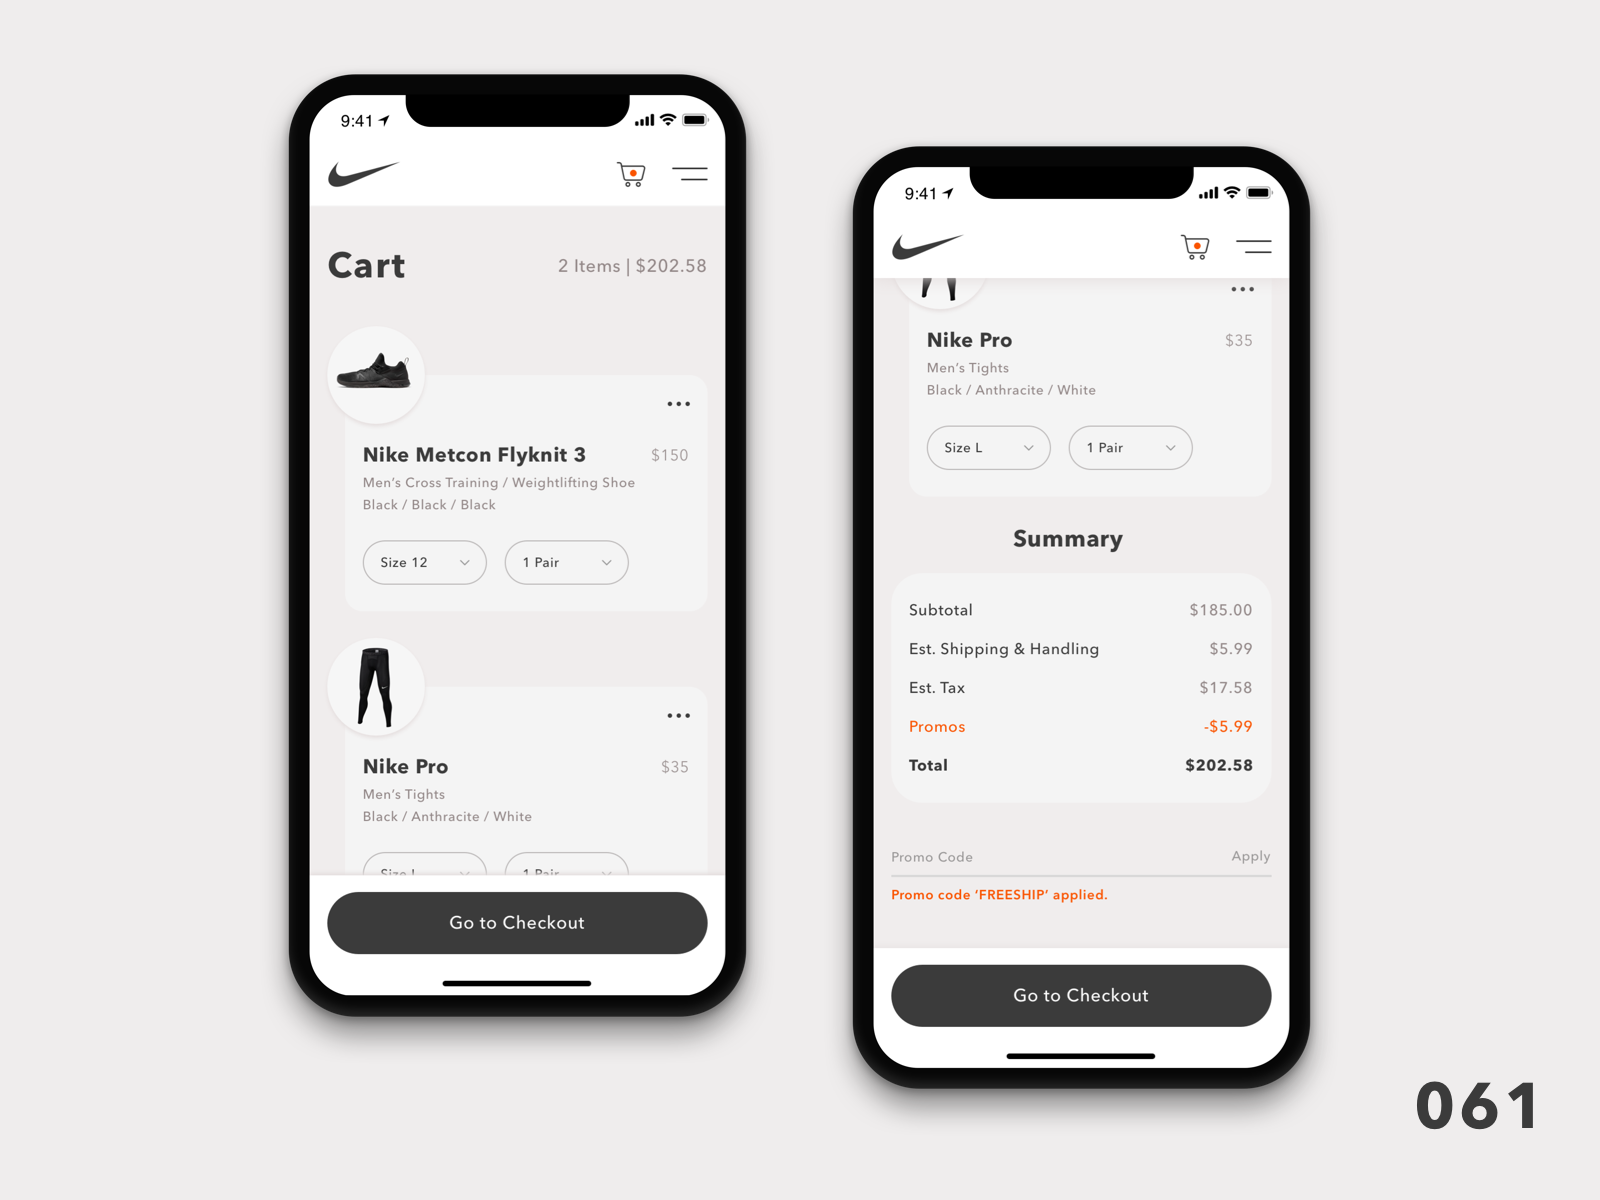 9:41
Cart
2 Items | $202.58
Nike Metcon Flyknit 3
$150
Men's Cross Training / Weightlifting Shoe
Black / Black / Black
Size 12
1 Pair
Nike Pro
$35
Men's Tights
Black / Anthracite / White
Size L
1 Pair
Go to Checkout
9:41
Nike Pro
$35
Men's Tights
Black / Anthracite / White
Size L
1 Pair
Summary
Subtotal
$185.00
Est. Shipping & Handling
$5.99
Est. Tax
$17.58
Promos
-$5.99
Total
$202.58
Promo Code
Apply
Promo code ‘FREESHIP’ applied.
Go to Checkout
061